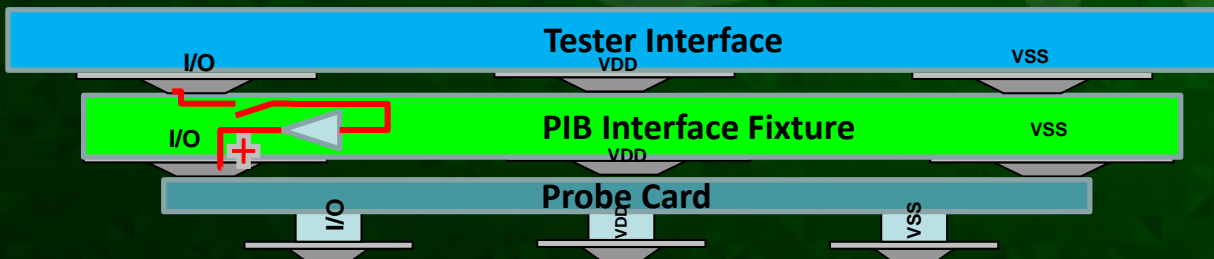 Tester Interface
I/O
VDD
VSS
I/O
PIB Interface Fixture
VSS
VDD
Probe Card
I/O
VDD
VSS